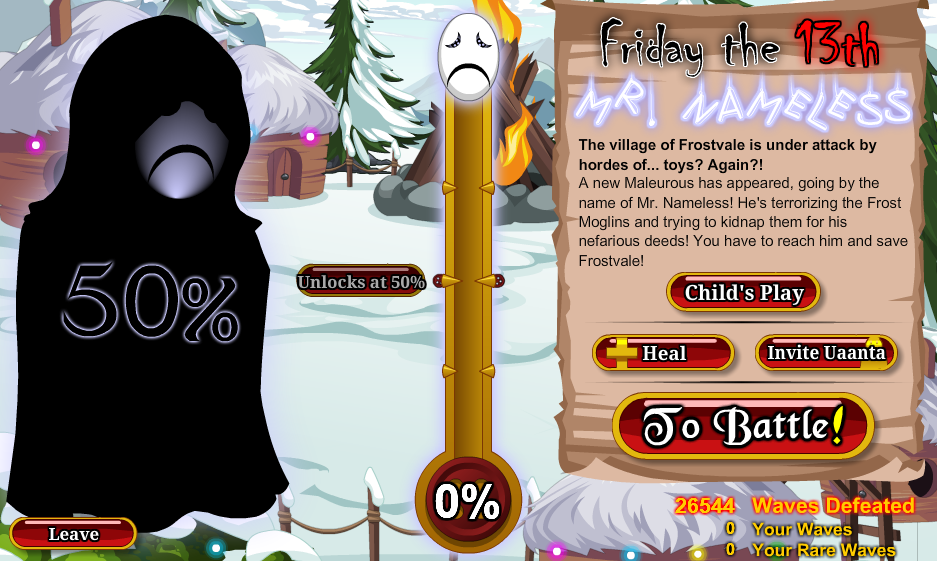 Friday the 13th
MR. NAMELESS
The village of Frostvale is under attack by
hordes of... toys? Again?!
A new Maleurous has appeared, going by the
name of Mr. Nameless! He's terrorizing the Frost
Moglins and trying to kidnap them for his
nefarious deeds! You have to reach him and save
Frostvale!
Child's Play
Heal
Invite Uaanta
To Battle!
50%
Unlocks at 50%
0%
26544 Waves Defeated
0 Your Waves
0 Your Rare Waves
Leave